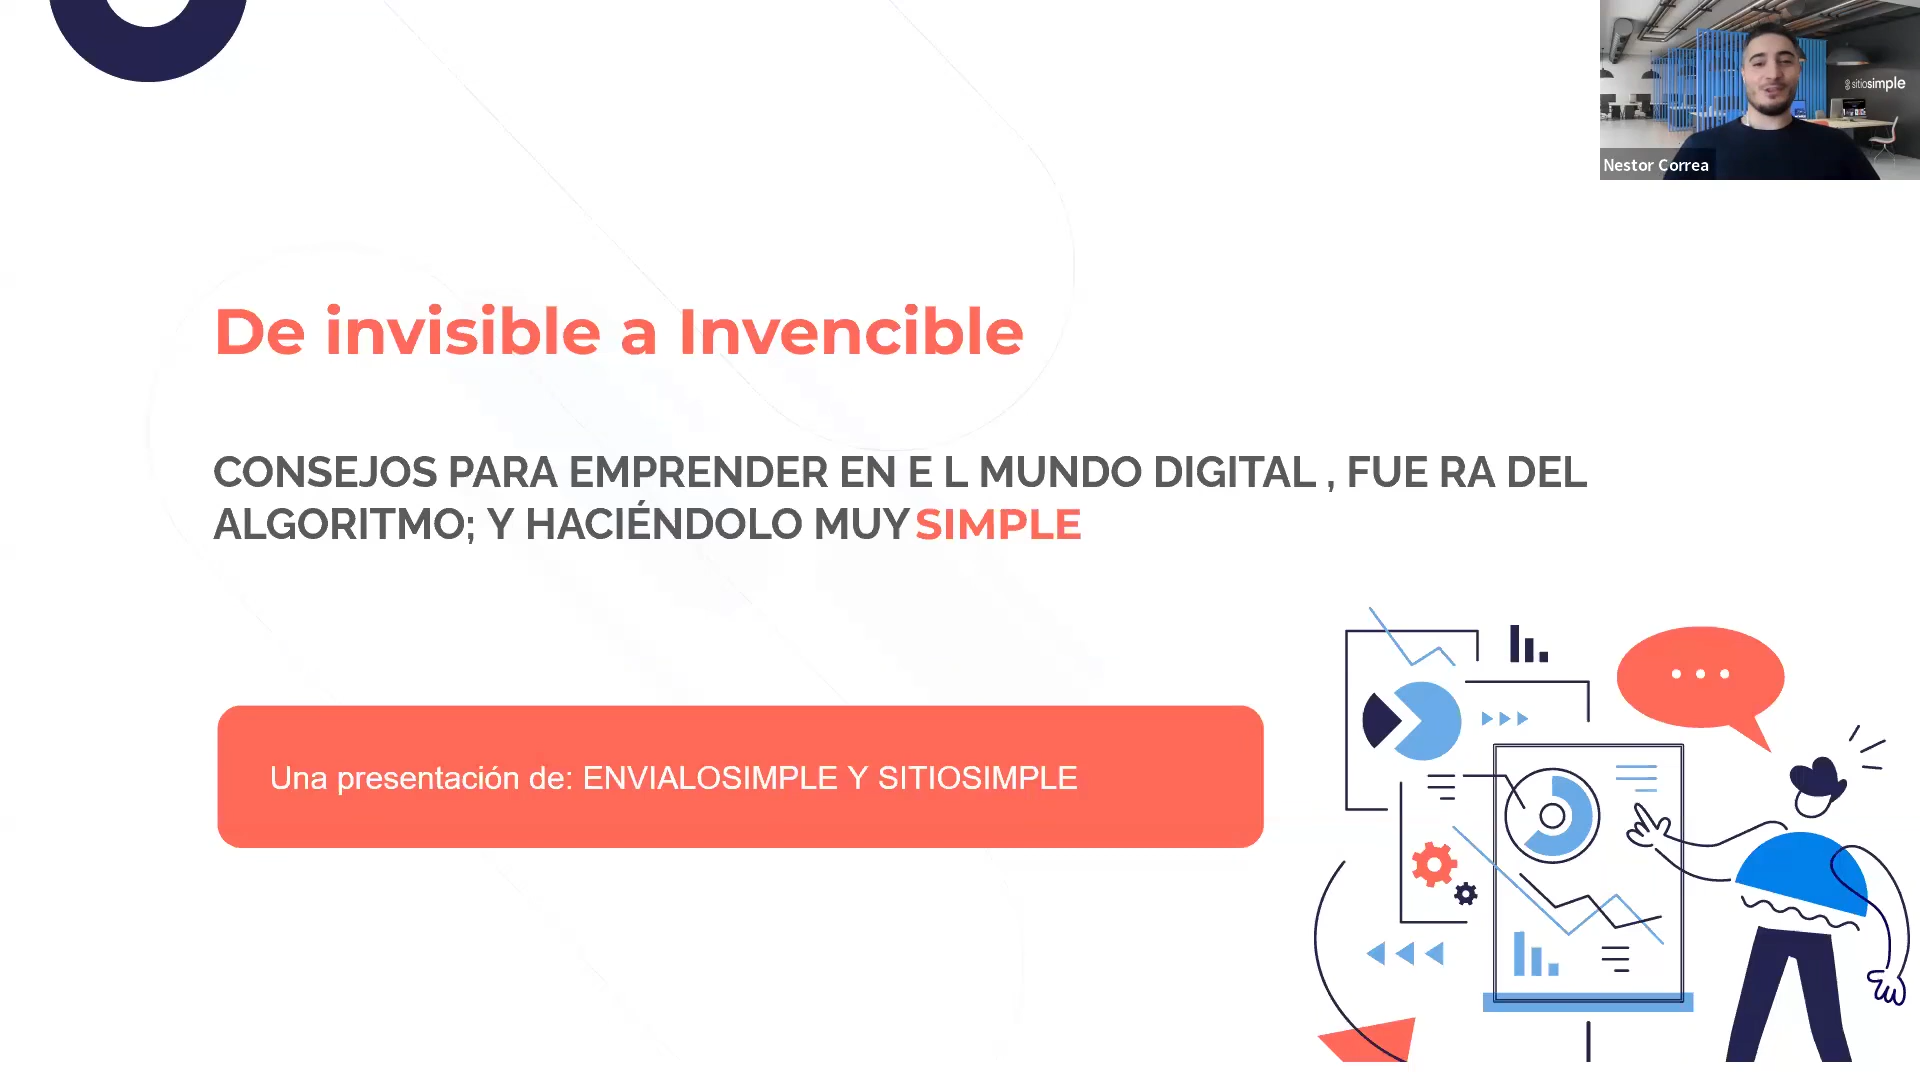 sitiosimple
Nestor Correa
De invisible a Invencible
CONSEJOS PARA EMPRENDER EN E L MUNDO DIGITAL , FUE RA DEL
ALGORITMO; Y HACIÉNDOLO MUY SIMPLE
Una presentación de: ENVIALOSIMPLE Y SITIOSIMPLE